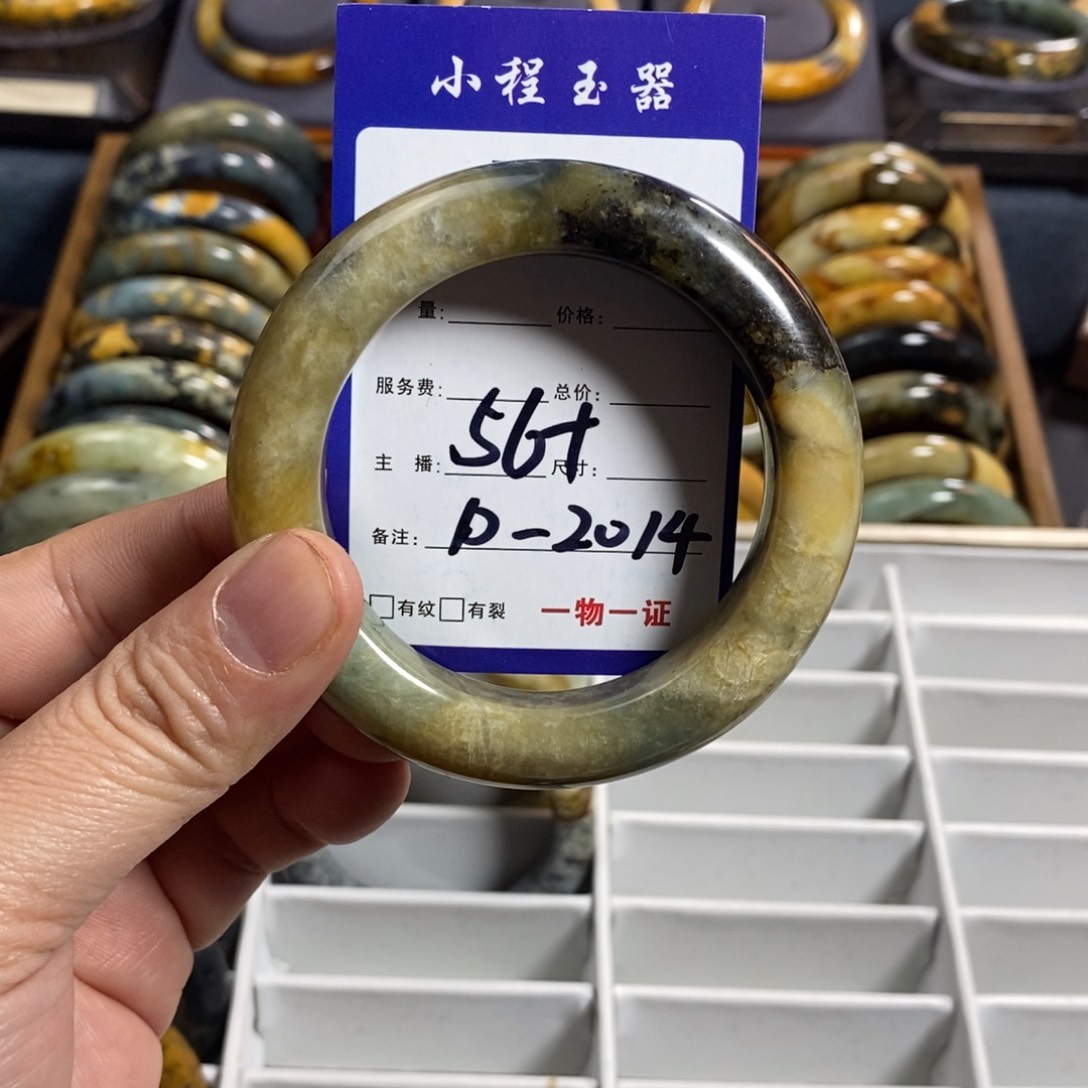 小程玉器
量: 价格:
服务费: 总价:
56+
主 播: 尺寸:
备注: D-2014
有纹 有裂 一物一证